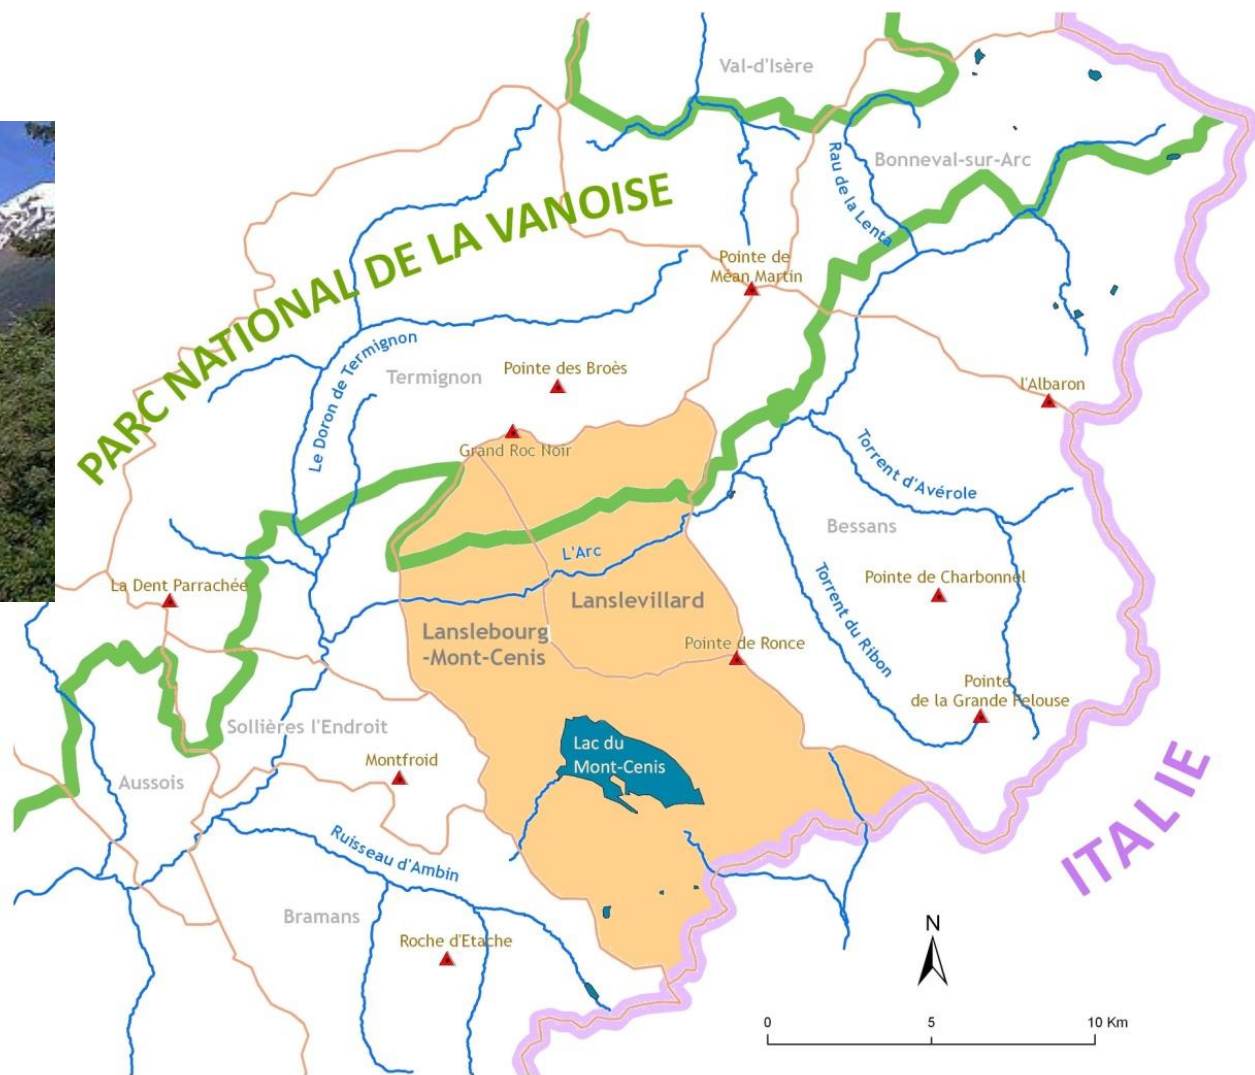 Val-d'Isère
Bonneval-sur-Arc
Rau de la Lenta
PARC NATIONAL DE LA VANOISE
Pointe de
Méan Martin
Le Doron de Termignon
Termignon
Pointe des Broès
l'Albaron
Grand Roc Noir
Torrent d'Avérole
Bessans
L'Arc
La Dent Parrachée
Pointe de Charbonnel
Lanslevillard
Torrent du Ribon
Lanslebourg
-Mont-Cenis
Pointe de Ronce
Pointe
de la Grande Felouse
Sollières l'Endroit
Lac du
Mont-Cenis
Montfroid
Aussois
ITALIE
Ruisseau d'Ambin
Bramans
Roche d'Etache
N
0 5 10 Km